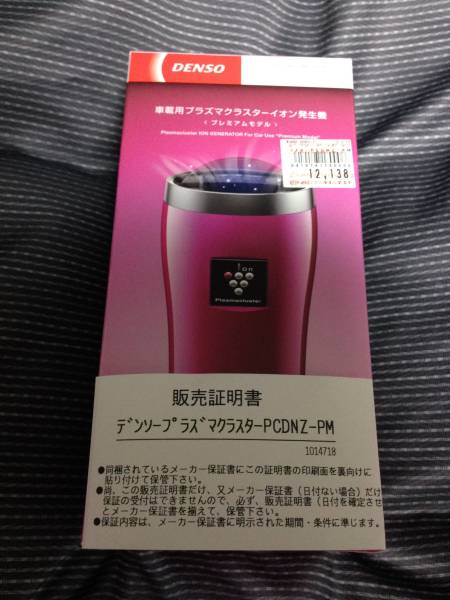 DENSO
車載用プラズマクラスターイオン発生機
〈プレミアムモデル〉
Plasmacluster ION GENERATOR For Car Use "Premium Model"
12,138
Ion
Plasmacluster
販売証明書
ﾃﾞﾝｿｰﾌﾟﾗｽﾞﾏｸﾗｽﾀｰPCDNZ-PM
1014718
●同梱されているメーカー保証書にこの証明書の印刷面を裏向けに
貼り付けて保管下さい。
●尚、この販売証明書だけ、又メーカー保証書（日付ない場合）だけ
保証の受付はできませんので、必ず、販売証明書（日付を確定させ
とメーカー保証書を揃えて、保管下さい。
●保証内容は、メーカー保証書に明示された期間・条件に準じます。